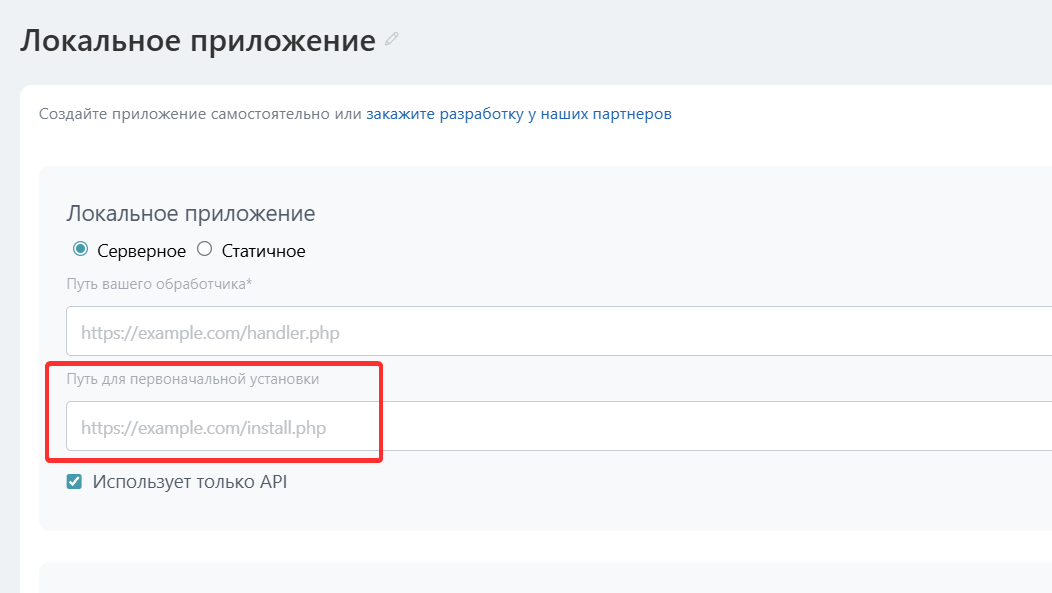 Локальное приложение
Создайте приложение самостоятельно или закажите разработку у наших партнеров
Локальное приложение
Серверное Статичное
Путь вашего обработчика*
https://example.com/handler.php
Путь для первоначальной установки
https://example.com/install.php
Использует только API